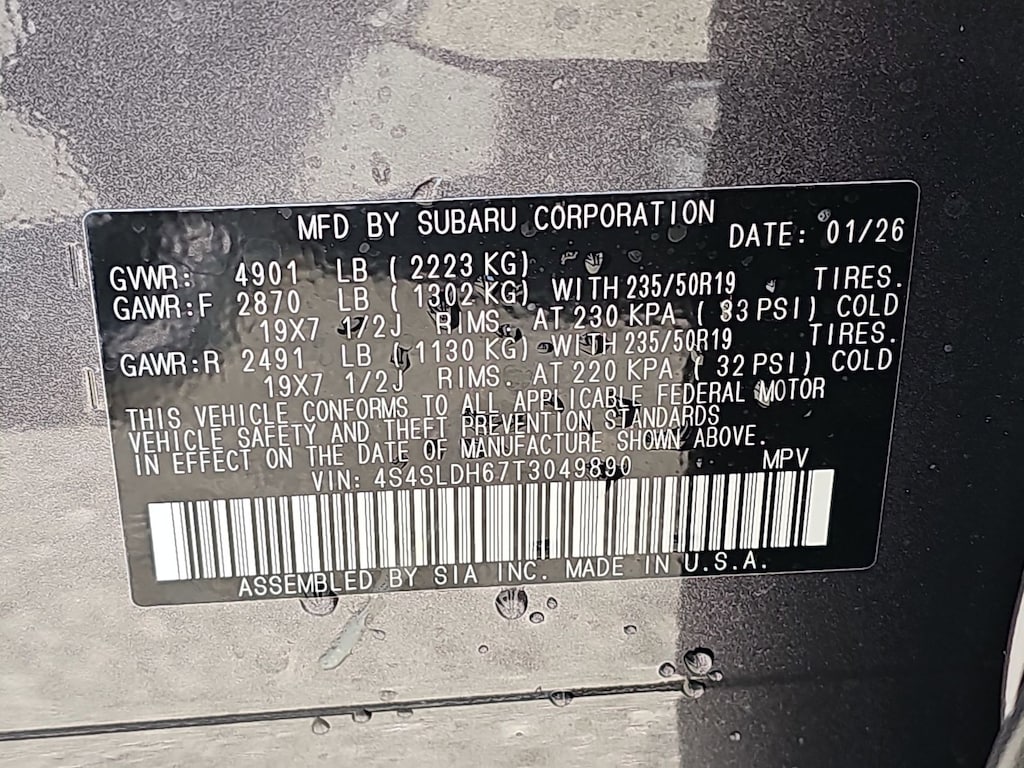 MFD BY SUBARU CORPORATION
DATE: 01/26
GVWR: 4901 LB ( 2223 KG)
GAWR:F 2870 LB ( 1302 KG) WITH 235/50R19 TIRES.
19X7 1/2J RIMS. AT 230 KPA ( 33 PSI) COLD
GAWR:R 2491 LB ( 1130 KG) WITH 235/50R19 TIRES.
19X7 1/2J RIMS. AT 220 KPA ( 32 PSI) COLD
THIS VEHICLE CONFORMS TO ALL APPLICABLE FEDERAL MOTOR
VEHICLE SAFETY AND THEFT PREVENTION STANDARDS
IN EFFECT ON THE DATE OF MANUFACTURE SHOWN ABOVE.
VIN: 4S4SLDH67T3049890 MPV
ASSEMBLED BY SIA INC. MADE IN U.S.A.